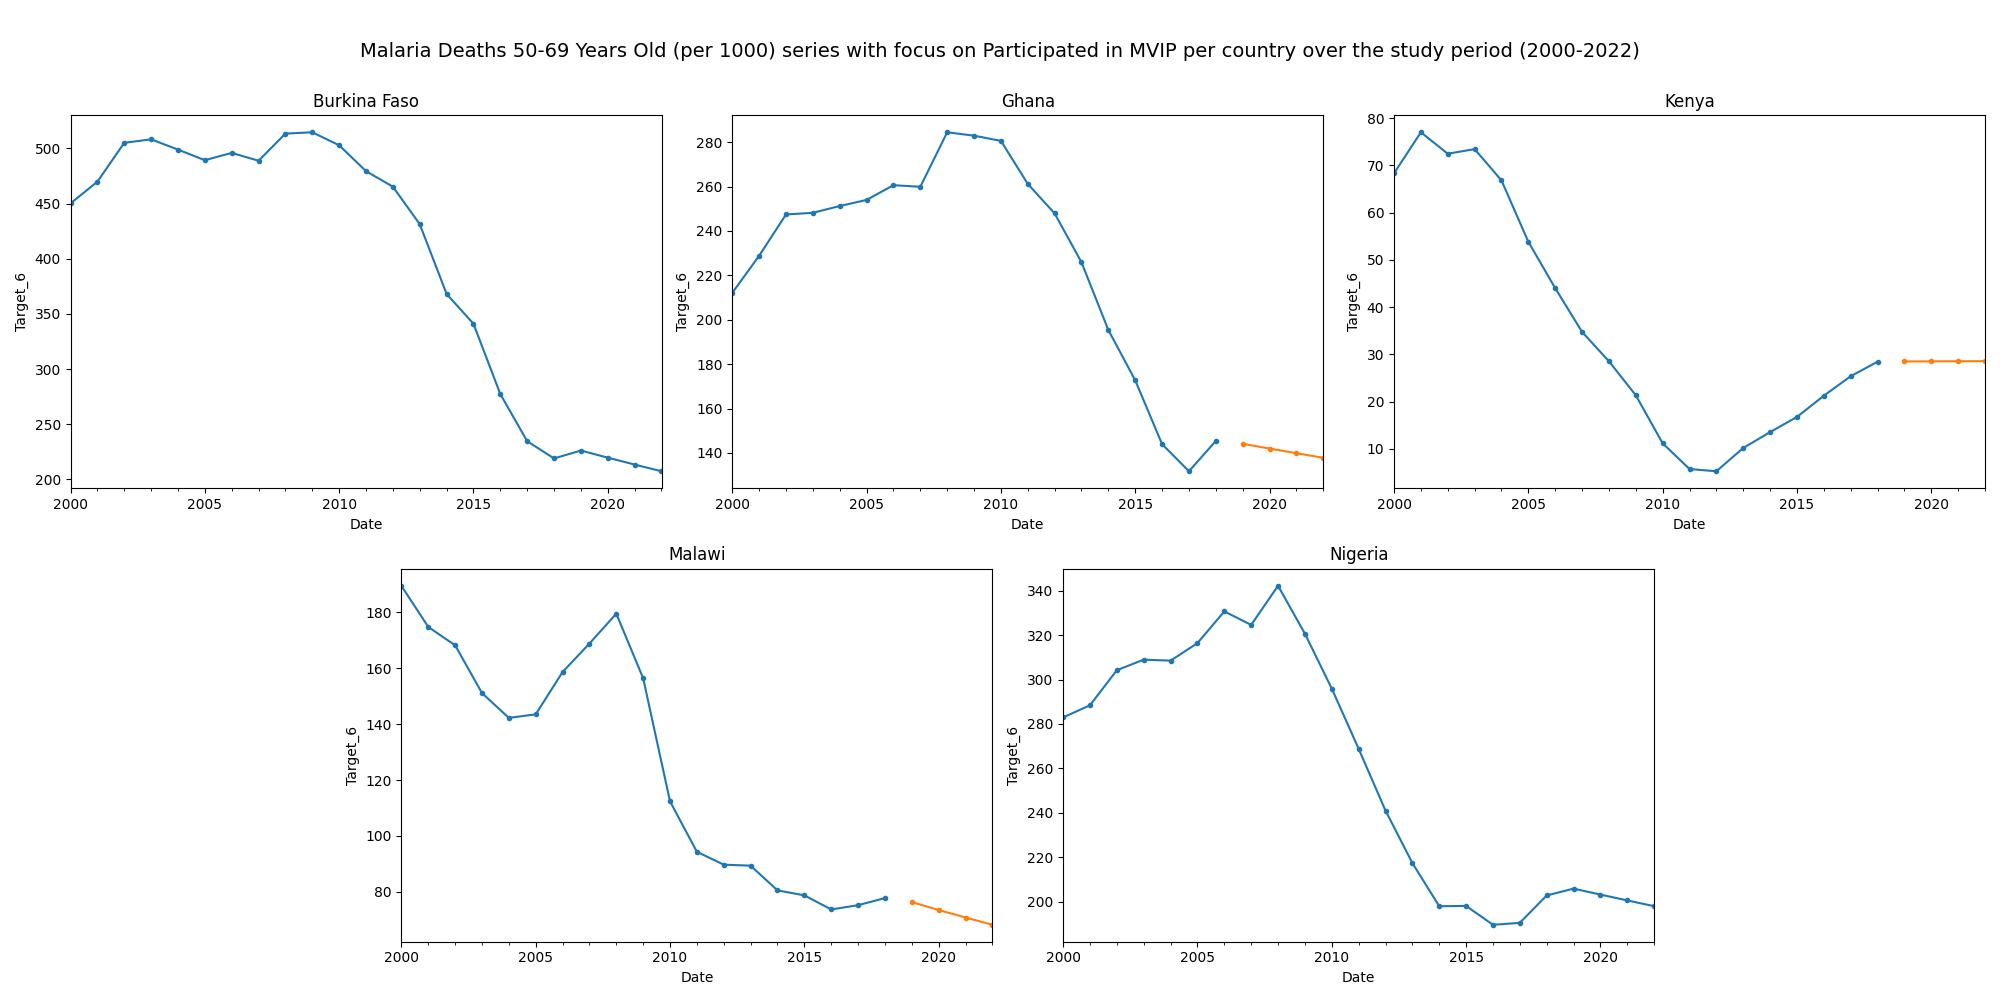 Malaria Deaths 50-69 Years Old (per 1000) series with focus on Participated in MVIP per country over the study period (2000-2022)
Burkina Faso
500
450
400
350
300
250
200
Target_6
2000 2005 2010 2015 2020
Date
Ghana
280
260
240
220
200
180
160
140
Target_6
2000 2005 2010 2015 2020
Date
Kenya
80
70
60
50
40
30
20
10
Target_6
2000 2005 2010 2015 2020
Date
Malawi
180
160
140
120
100
80
Target_6
2000 2005 2010 2015 2020
Date
Nigeria
340
320
300
280
260
240
220
200
Target_6
2000 2005 2010 2015 2020
Date